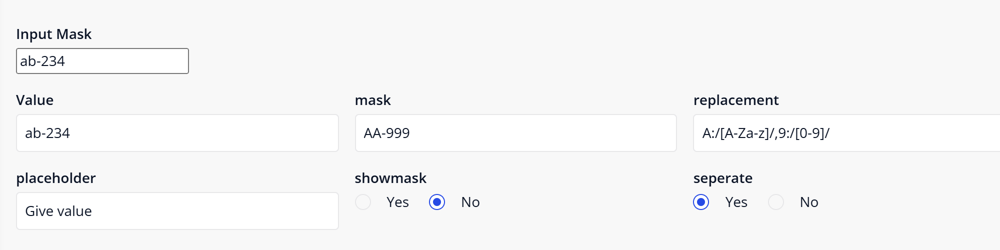 Input Mask
ab-234
Value
mask
replacement
ab-234
AA-999
A:/[A-Za-z]/,9:/[0-9]/
placeholder
showmask
seperate
Give value
Yes
No
Yes
No